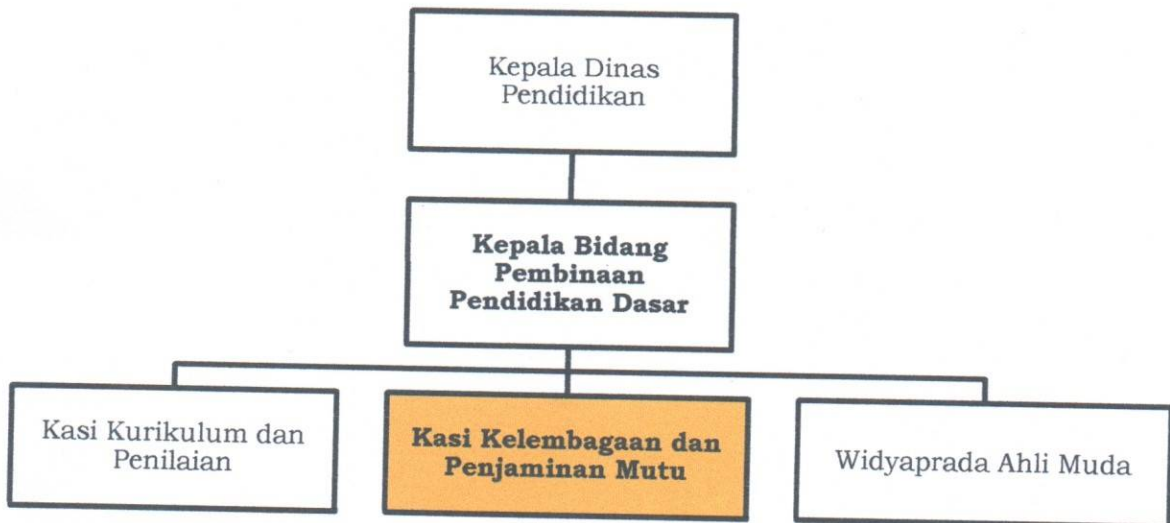 Kepala Dinas
Pendidikan
Kepala Bidang
Pembinaan
Pendidikan Dasar
Kasi Kurikulum dan
Penilaian
Kasi Kelembagaan dan
Penjaminan Mutu
Widyaprada Ahli Muda